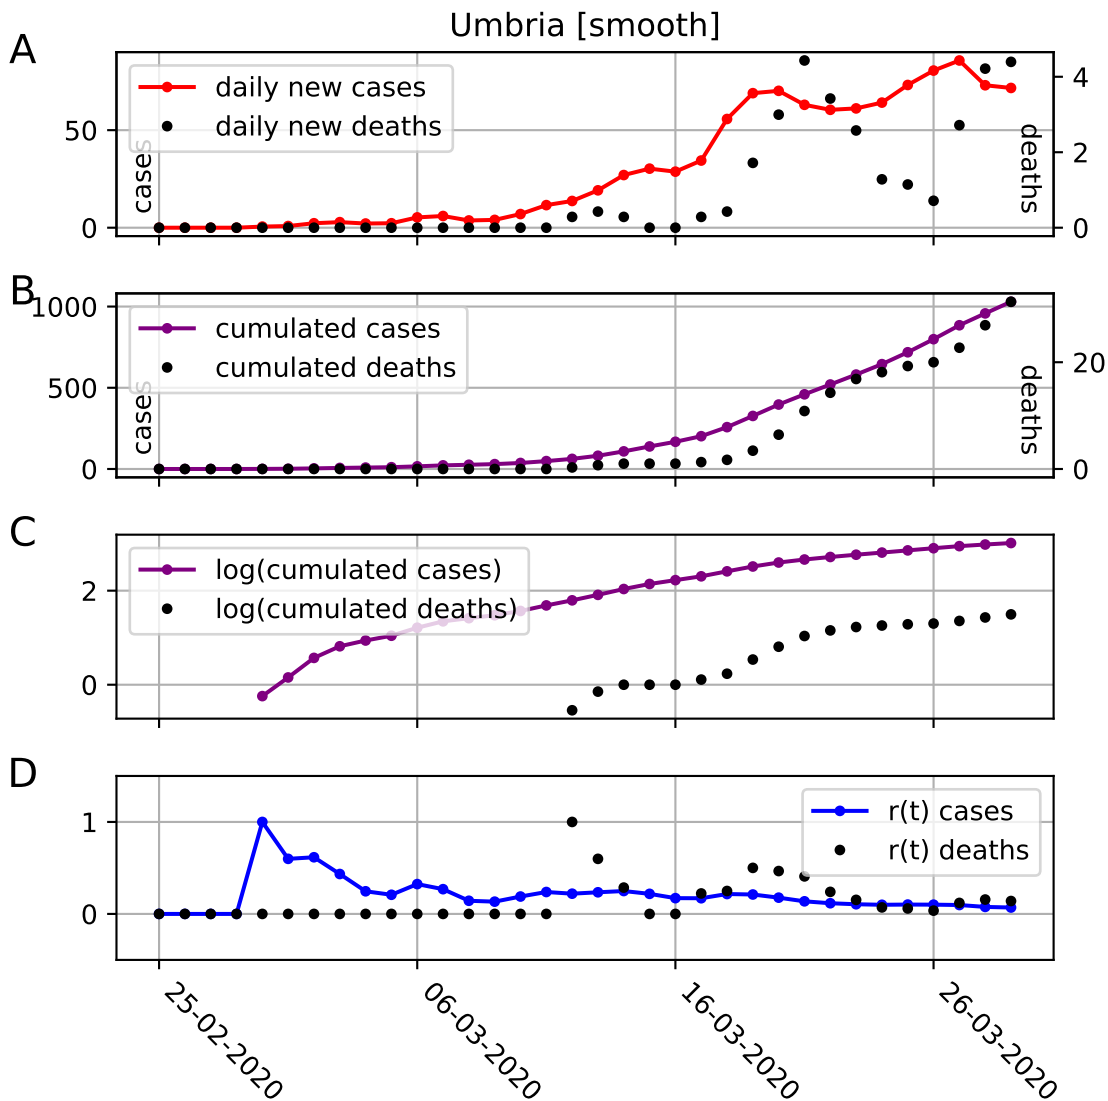 Umbria [smooth]
A
daily new cases
daily new deaths
50
0
cases
4
2
0
deaths
B
1000
500
0
cumulated cases
cumulated deaths
cases
20
0
deaths
C
log(cumulated cases)
log(cumulated deaths)
2
0
D
r(t) cases
r(t) deaths
1
0
25-02-2020
06-03-2020
16-03-2020
26-03-2020